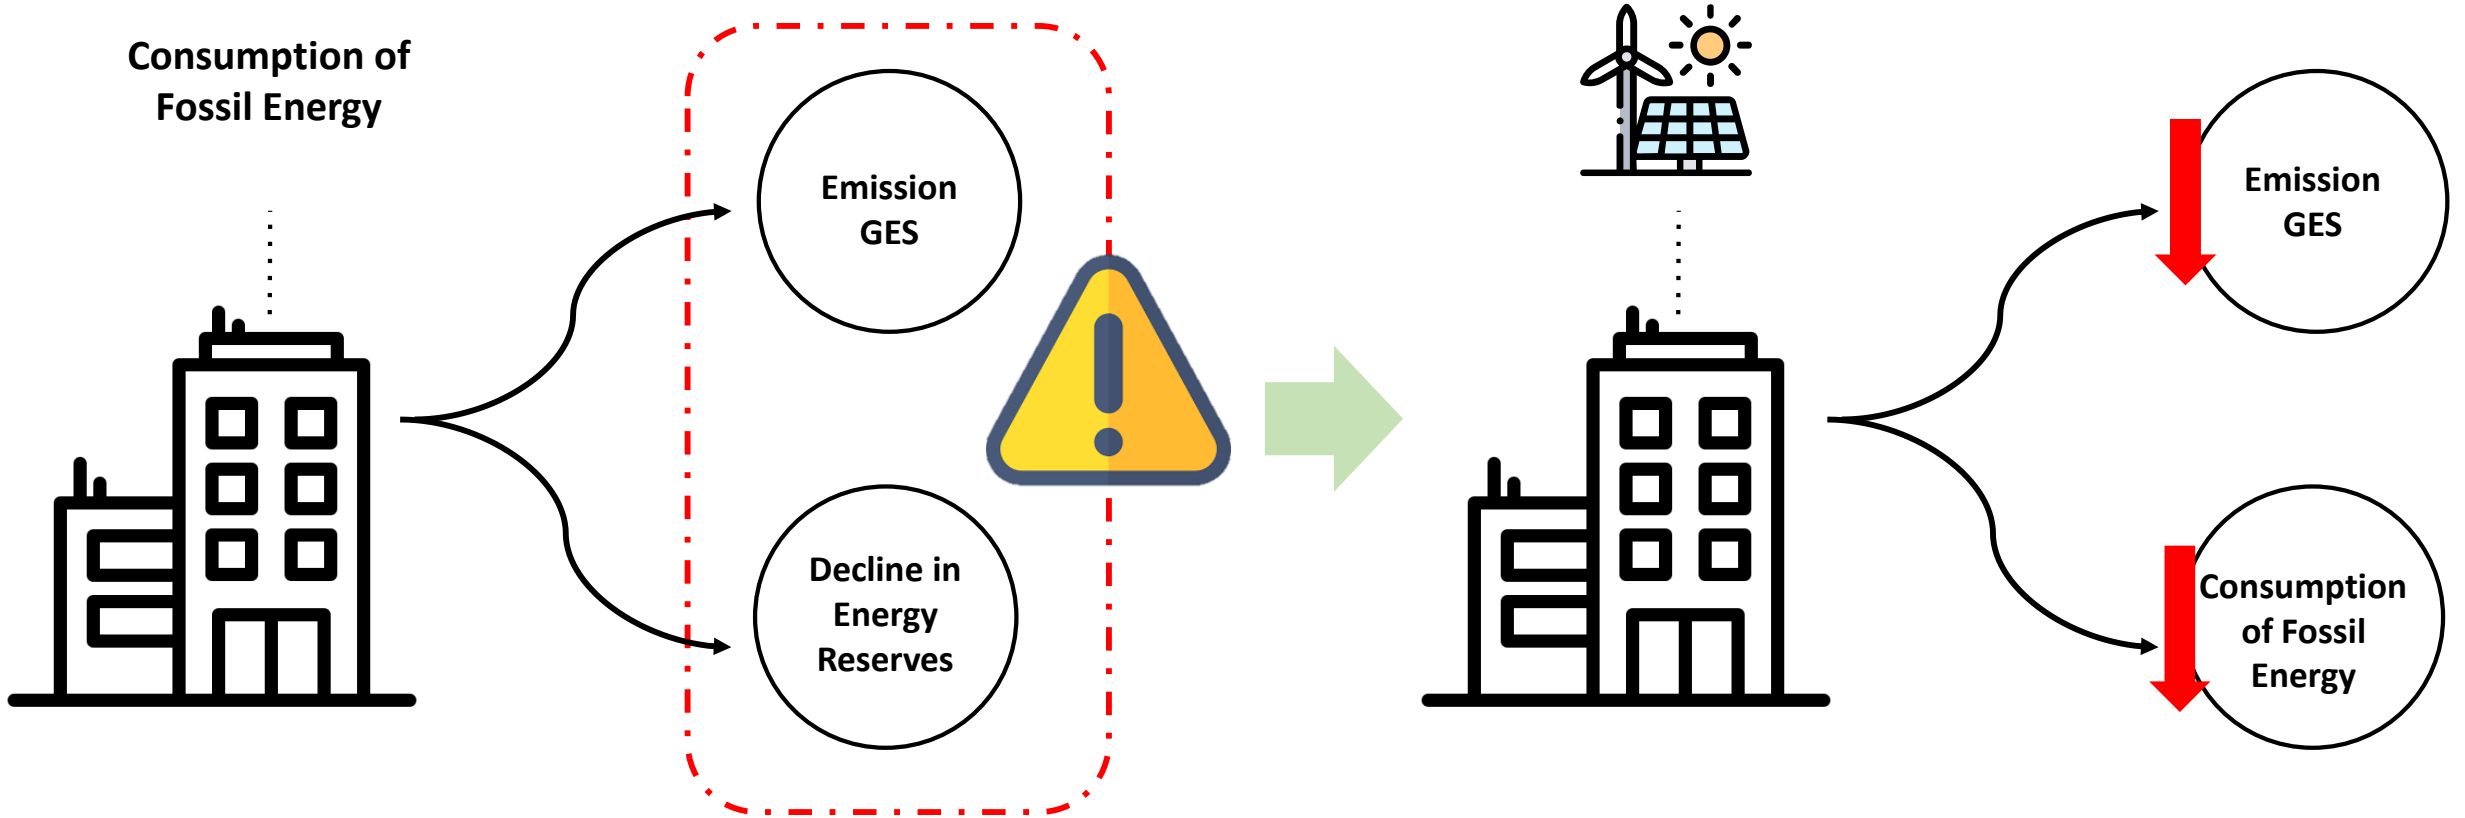 Consumption of
Fossil Energy
Emission
GES
Decline in
Energy
Reserves
Emission
GES
Consumption
of Fossil
Energy